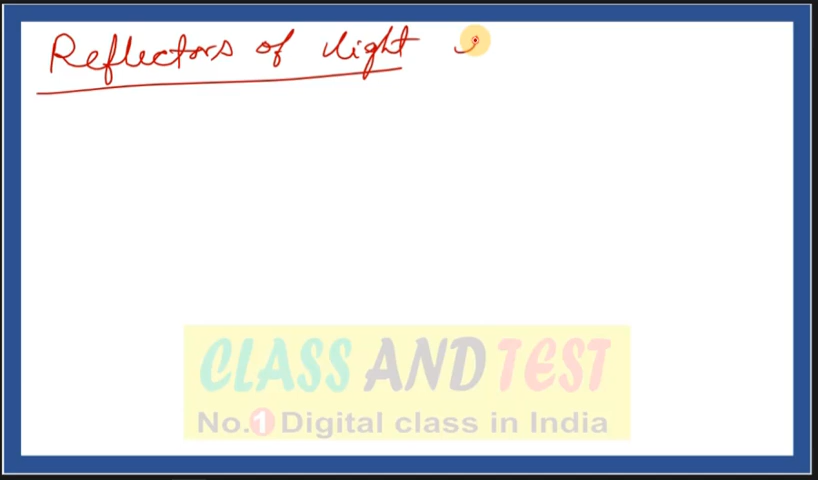 Reflectors of light
CLASS AND TEST
No.1 Digital class in India